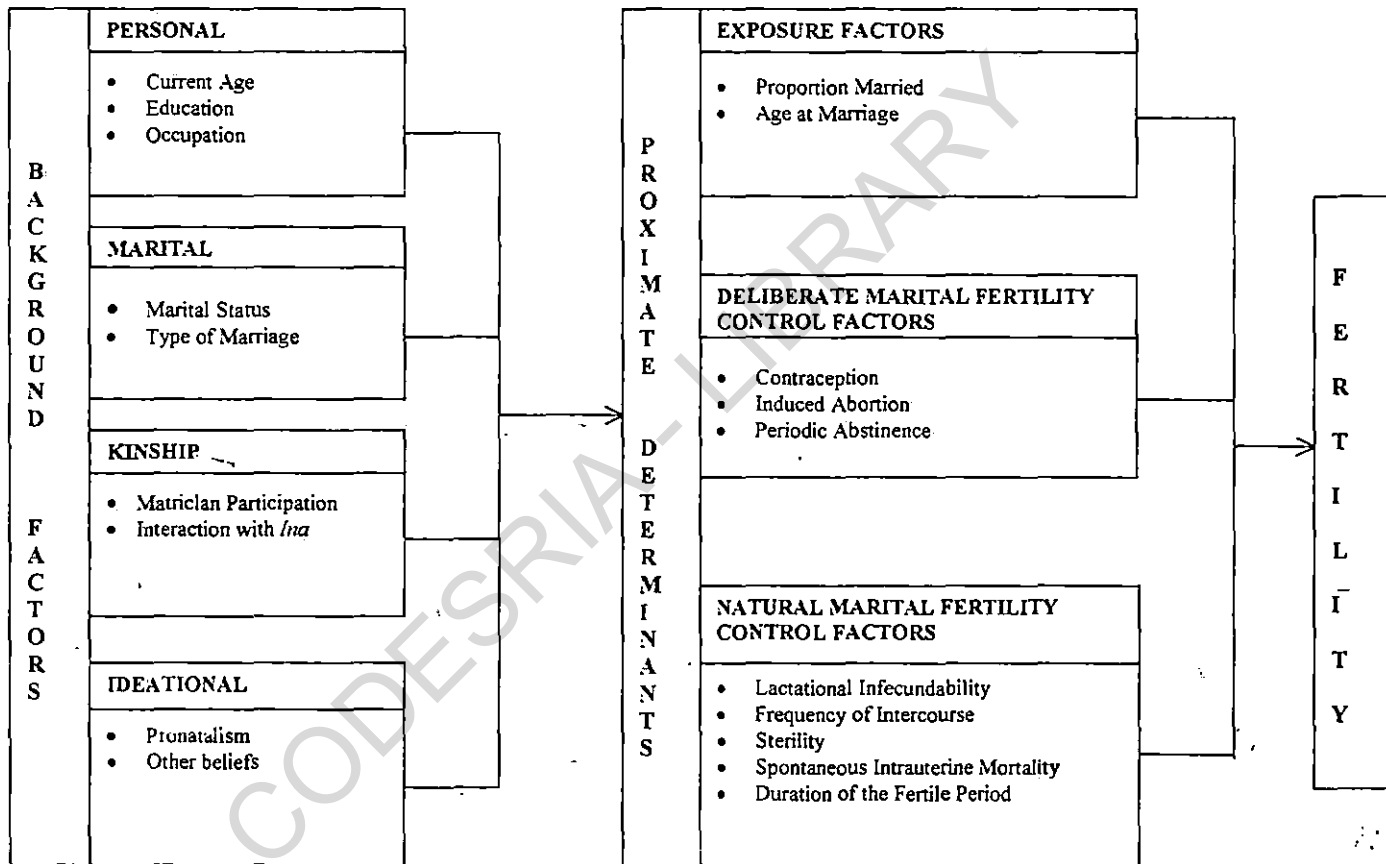 BACKGROUND FACTORS
PERSONAL
• Current Age
• Education
• Occupation
MARITAL
• Marital Status
• Type of Marriage
KINSHIP
• Matriclan Participation
• Interaction with Ina
IDEATIONAL
• Pronatalism
• Other beliefs
PROXIMATE DETERMINANTS
EXPOSURE FACTORS
• Proportion Married
• Age at Marriage
DELIBERATE MARITAL FERTILITY
CONTROL FACTORS
• Contraception
• Induced Abortion
• Periodic Abstinence
NATURAL MARITAL FERTILITY
CONTROL FACTORS
• Lactational Infecundability
• Frequency of Intercourse
• Sterility
• Spontaneous Intrauterine Mortality
• Duration of the Fertile Period
FERTILITY
CODESRIA - LIBRARY